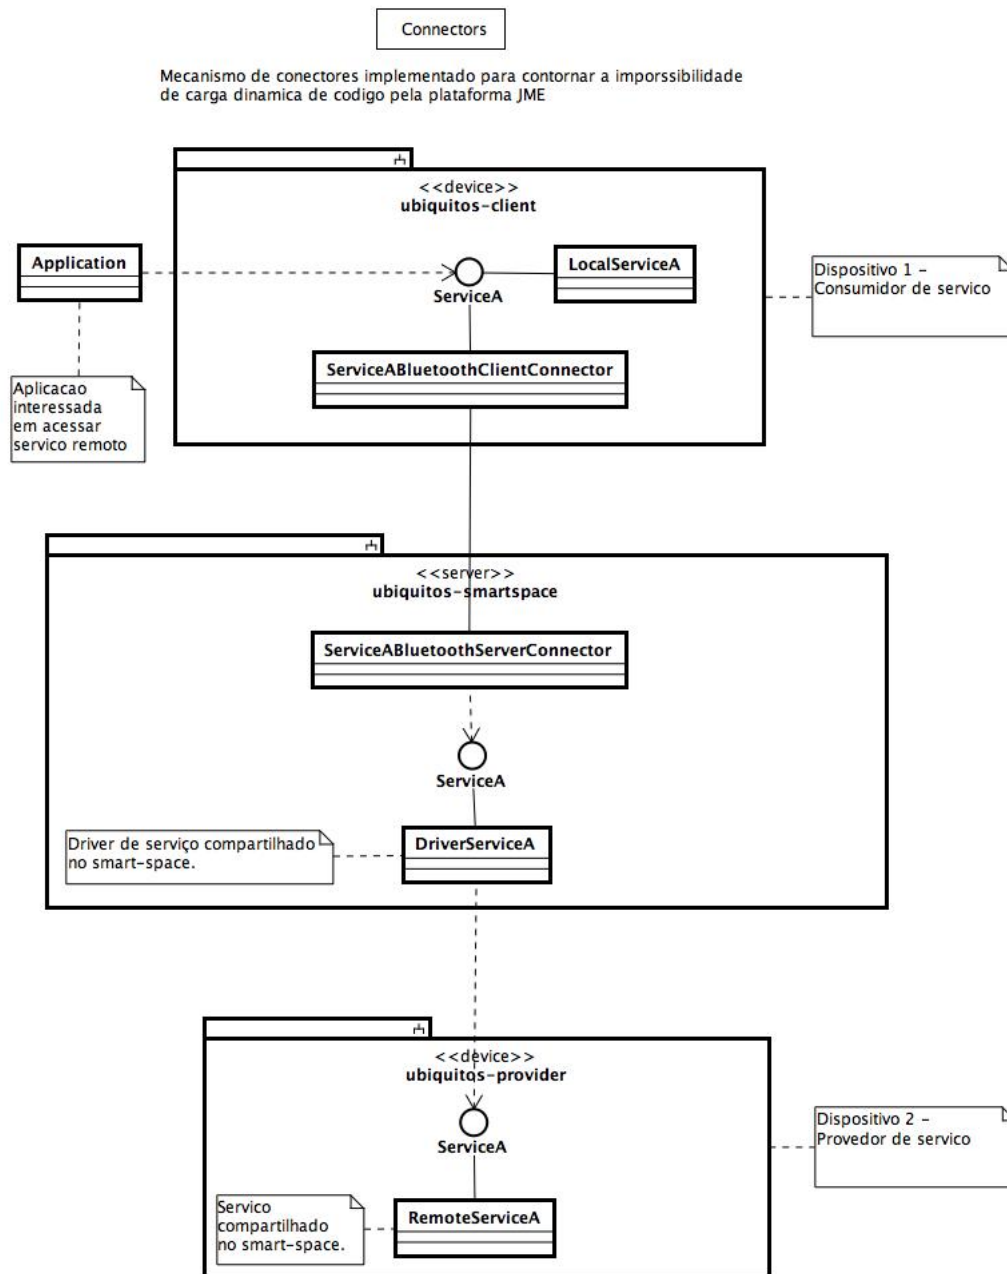 Connectors
Mecanismo de conectores implementado para contornar a imporssibilidade
de carga dinamica de codigo pela plataforma JME
<<device>>
ubiquitos-client
Application
ServiceA
LocalServiceA
Dispositivo 1 -
Consumidor de servico
ServiceABluetoothClientConnector
Aplicacao
interessada
em acessar
servico remoto
<<server>>
ubiquitos-smartspace
ServiceABluetoothServerConnector
ServiceA
Driver de serviço compartilhado
no smart-space.
DriverServiceA
<<device>>
ubiquitos-provider
ServiceA
Dispositivo 2 -
Provedor de servico
Servico
compartilhado
no smart-space.
RemoteServiceA